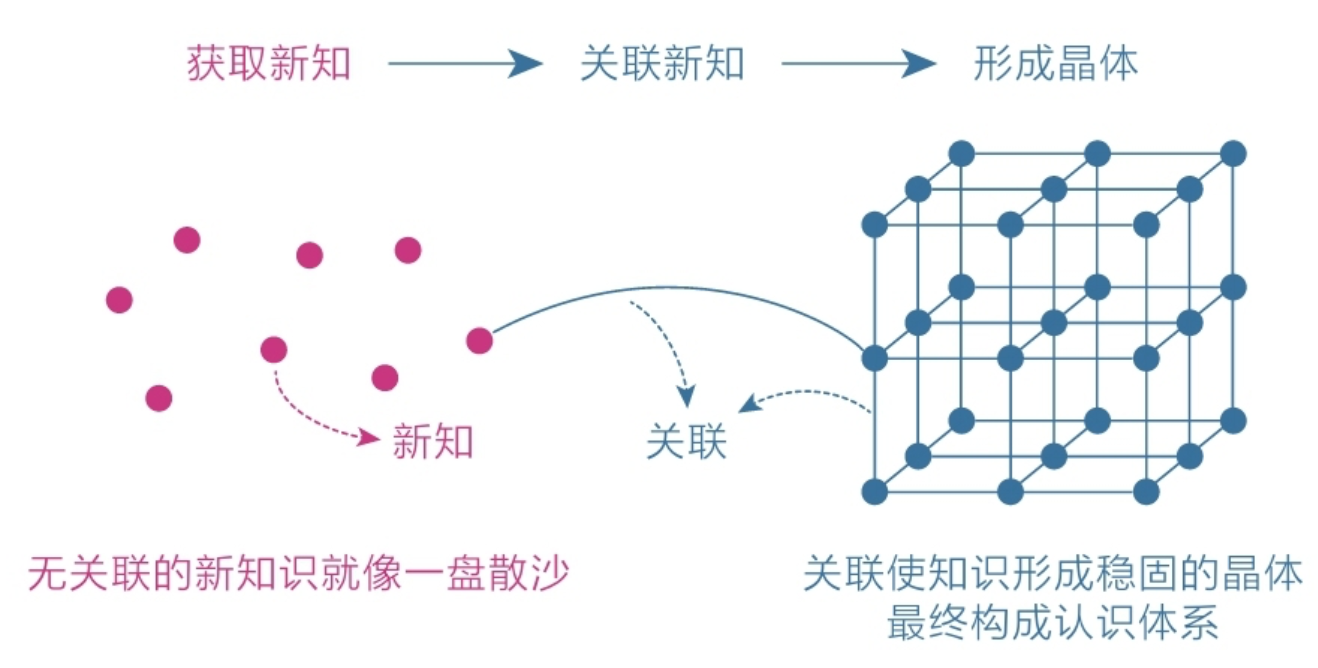 获取新知
关联新知
形成晶体
新知
关联
无关联的新知识就像一盘散沙
关联使知识形成稳固的晶体
最终构成认识体系